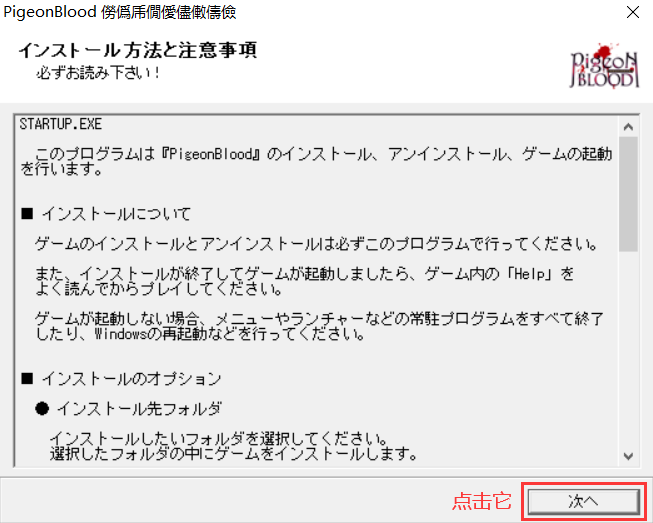 PigeonBlood 僗僞乕僩僾儘僌儔儉
インストール方法と注意事項
必ずお読み下さい！
PIGEON
BLOOD
STARTUP.EXE
このプログラムは『PigeonBlood』のインストール、アンインストール、ゲームの起動
を行います。
■ インストールについて
ゲームのインストールとアンインストールは必ずこのプログラムで行ってください。
また、インストールが終了してゲームが起動しましたら、ゲーム内の「Help」を
よく読んでからプレイしてください。
ゲームが起動しない場合、メニューやランチャーなどの常駐プログラムをすべて終了
したり、Windowsの再起動などを行ってください。
■ インストールのオプション
● インストール先フォルダ
インストールしたいフォルダを選択してください。
選択したフォルダの中にゲームをインストールします。
点击它
次へ